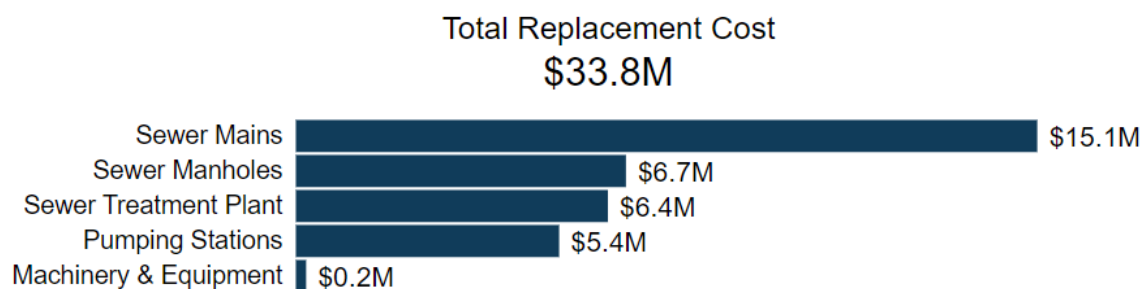 Total Replacement Cost
$33.8M
Sewer Mains $15.1M
Sewer Manholes $6.7M
Sewer Treatment Plant $6.4M
Pumping Stations $5.4M
Machinery & Equipment $0.2M